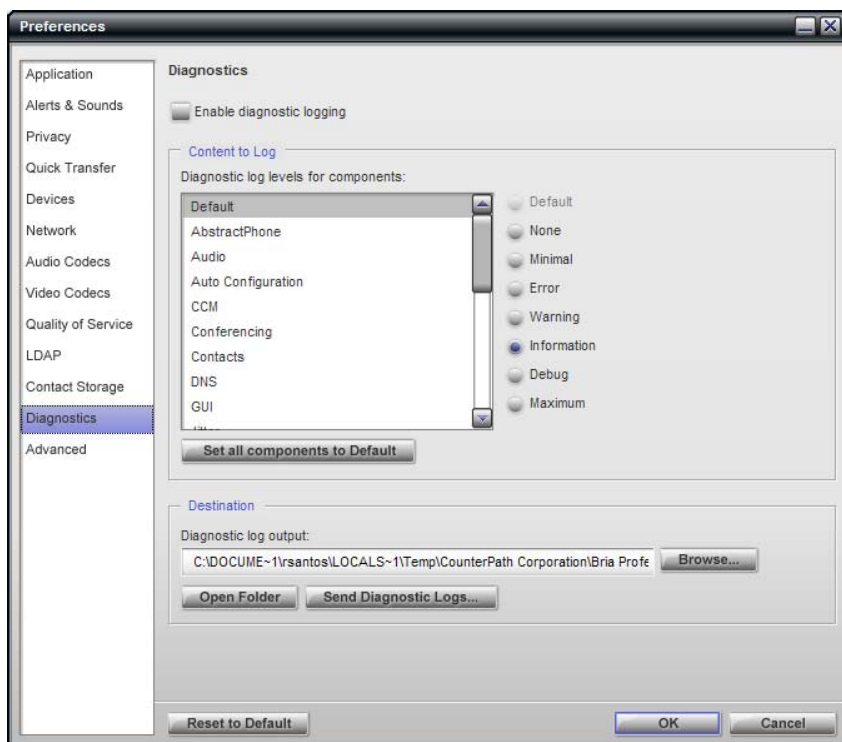 Preferences
Application
Alerts & Sounds
Privacy
Quick Transfer
Devices
Network
Audio Codecs
Video Codecs
Quality of Service
LDAP
Contact Storage
Diagnostics
Advanced
Diagnostics
Enable diagnostic logging
Content to Log
Diagnostic log levels for components:
Default
AbstractPhone
Audio
Auto Configuration
CCM
Conferencing
Contacts
DNS
GUI
Default
None
Minimal
Error
Warning
Information
Debug
Maximum
Set all components to Default
Destination
Diagnostic log output:
C:\DOCUME~1\rsantos\LOCALS~1\Temp\CounterPath Corporation\Bria Profe
Browse...
Open Folder
Send Diagnostic Logs...
Reset to Default
OK
Cancel